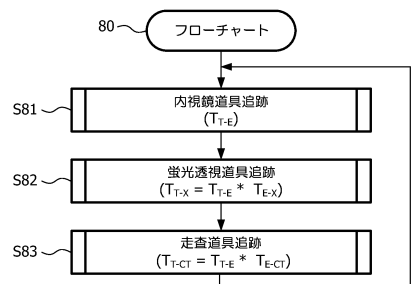 80
フローチャート
S81
内視鏡道具追跡
(T_T-E)
S82
蛍光透視道具追跡
(T_T-X = T_T-E * T_E-X)
S83
走査道具追跡
(T_T-CT = T_T-E * T_E-CT)